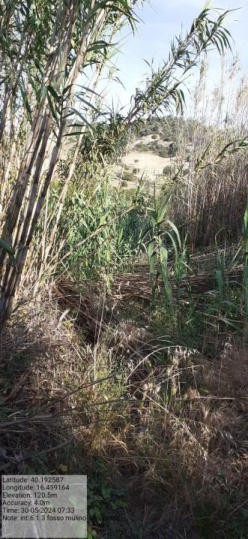 Latitude: 40.192587
Longitude: 16.459164
Elevation: 120.5m
Accuracy: 4.0m
Time: 30-05-2024 07:33
Note: int.6.1.3 fosso mulino